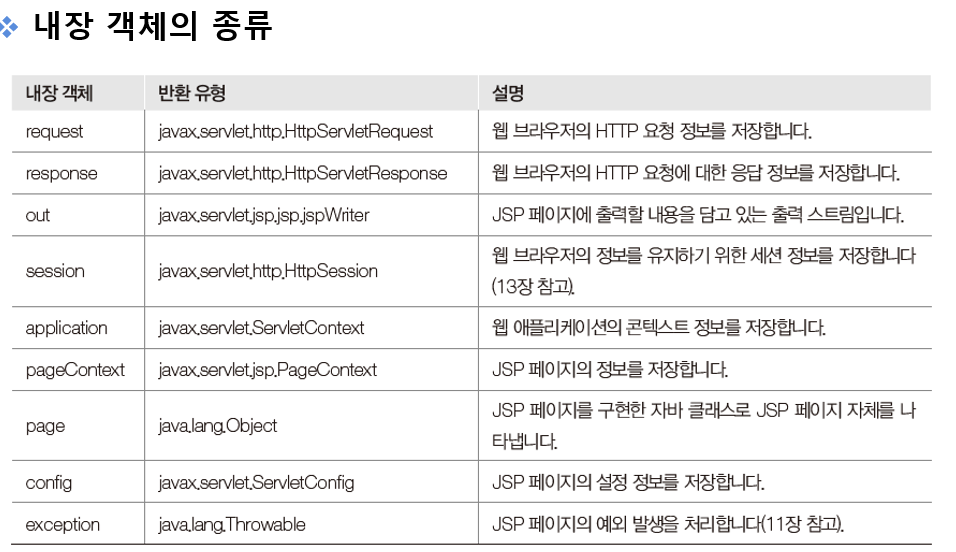 내장 객체의 종류
내장 객체 반환 유형 설명
request javax.servlet.http.HttpServletRequest 웹 브라우저의 HTTP 요청 정보를 저장합니다.
response javax.servlet.http.HttpServletResponse 웹 브라우저의 HTTP 요청에 대한 응답 정보를 저장합니다.
out javax.servlet.jsp.jsp.jspWriter JSP 페이지에 출력할 내용을 담고 있는 출력 스트림입니다.
session javax.servlet.http.HttpSession 웹 브라우저의 정보를 유지하기 위한 세션 정보를 저장합니다
(13장 참고).
application javax.servlet.ServletContext 웹 애플리케이션의 콘텍스트 정보를 저장합니다.
pageContext javax.servlet.jsp.PageContext JSP 페이지의 정보를 저장합니다.
page java.lang.Object JSP 페이지를 구현한 자바 클래스로 JSP 페이지 자체를 나
타냅니다.
config javax.servlet.ServletConfig JSP 페이지의 설정 정보를 저장합니다.
exception java.lang.Throwable JSP 페이지의 예외 발생을 처리합니다(11장 참고).